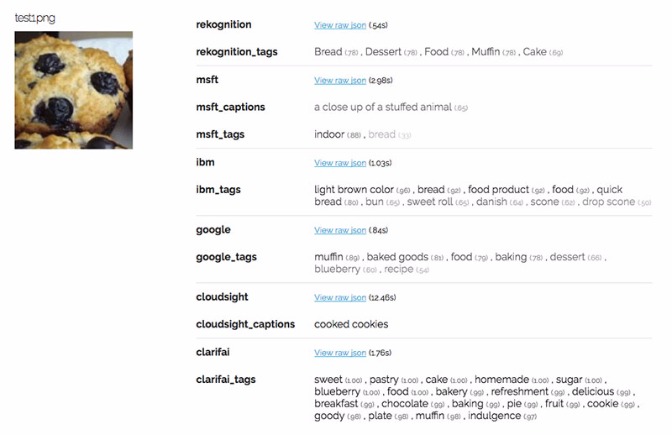 test1.png
rekognition View raw json (.54s)
rekognition_tags Bread (.78) , Dessert (.78) , Food (.78) , Muffin (.78) , Cake (.69)
msft View raw json (2.98s)
msft_captions a close up of a stuffed animal (.65)
msft_tags indoor (.88) , bread (.33)
ibm View raw json (1.03s)
ibm_tags light brown color (.96) , bread (.92) , food product (.92) , food (.92) , quick
bread (.80) , bun (.65) , sweet roll (.65) , danish (.64) , scone (.62) , drop scone (.50)
google View raw json (.84s)
google_tags muffin (.89) , baked goods (.81) , food (.79) , baking (.78) , dessert (.66) ,
blueberry (.60) , recipe (.54)
cloudsight View raw json (12.46s)
cloudsight_captions cooked cookies
clarifai View raw json (1.76s)
clarifai_tags sweet (1.00) , pastry (1.00) , cake (1.00) , homemade (1.00) , sugar (1.00) ,
blueberry (1.00) , food (1.00) , bakery (.99) , refreshment (.99) , delicious (.99) ,
breakfast (.99) , chocolate (.99) , baking (.99) , pie (.99) , fruit (.99) , cookie (.99) ,
goody (.98) , plate (.98) , muffin (.98) , indulgence (.97)